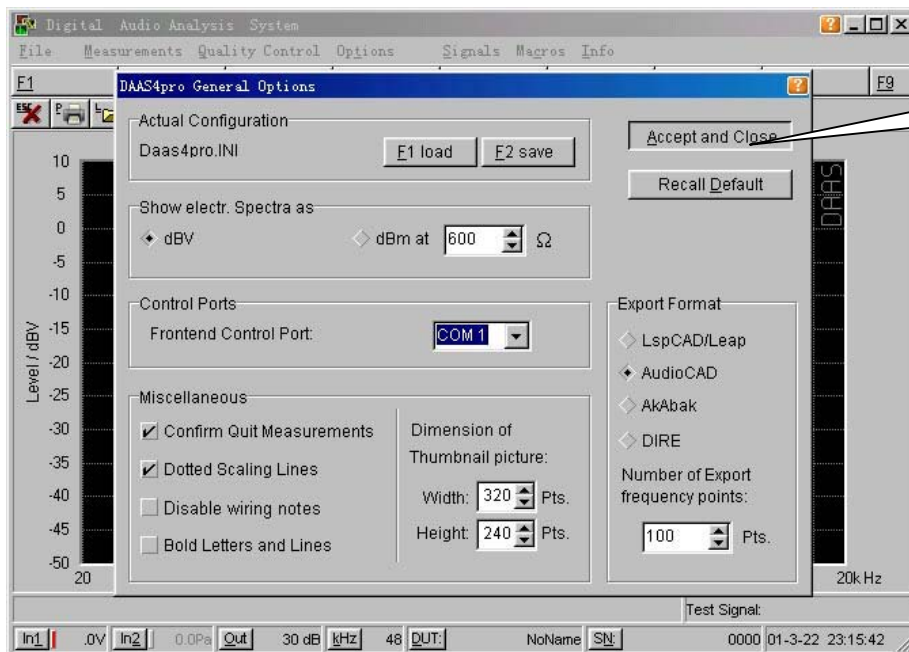 Digital Audio Analysis System
File Measurements Quality Control Options Signals Macros Info
F1 F9
DAAS4pro General Options
ESC P L
Actual Configuration
Daas4pro.INI F1 load F2 save
Accept and Close
Recall Default
Show electr. Spectra as
dBV dBm at 600 Ω
Control Ports
Frontend Control Port: COM 1
Export Format
LspCAD/Leap
AudioCAD
AkAbak
DIRE
Number of Export
frequency points:
100 Pts.
Miscellaneous
Confirm Quit Measurements
Dotted Scaling Lines
Disable wiring notes
Bold Letters and Lines
Dimension of
Thumbnail picture:
Width: 320 Pts.
Height: 240 Pts.
Level / dBV
10
5
0
-5
-10
-15
-20
-25
-30
-35
-40
-45
-50
20 20k Hz
DAAS
Test Signal:
In1 .0V In2 0.0Pa Out 30 dB kHz 48 DUT: NoName SN: 0000 01-3-22 23:15:42